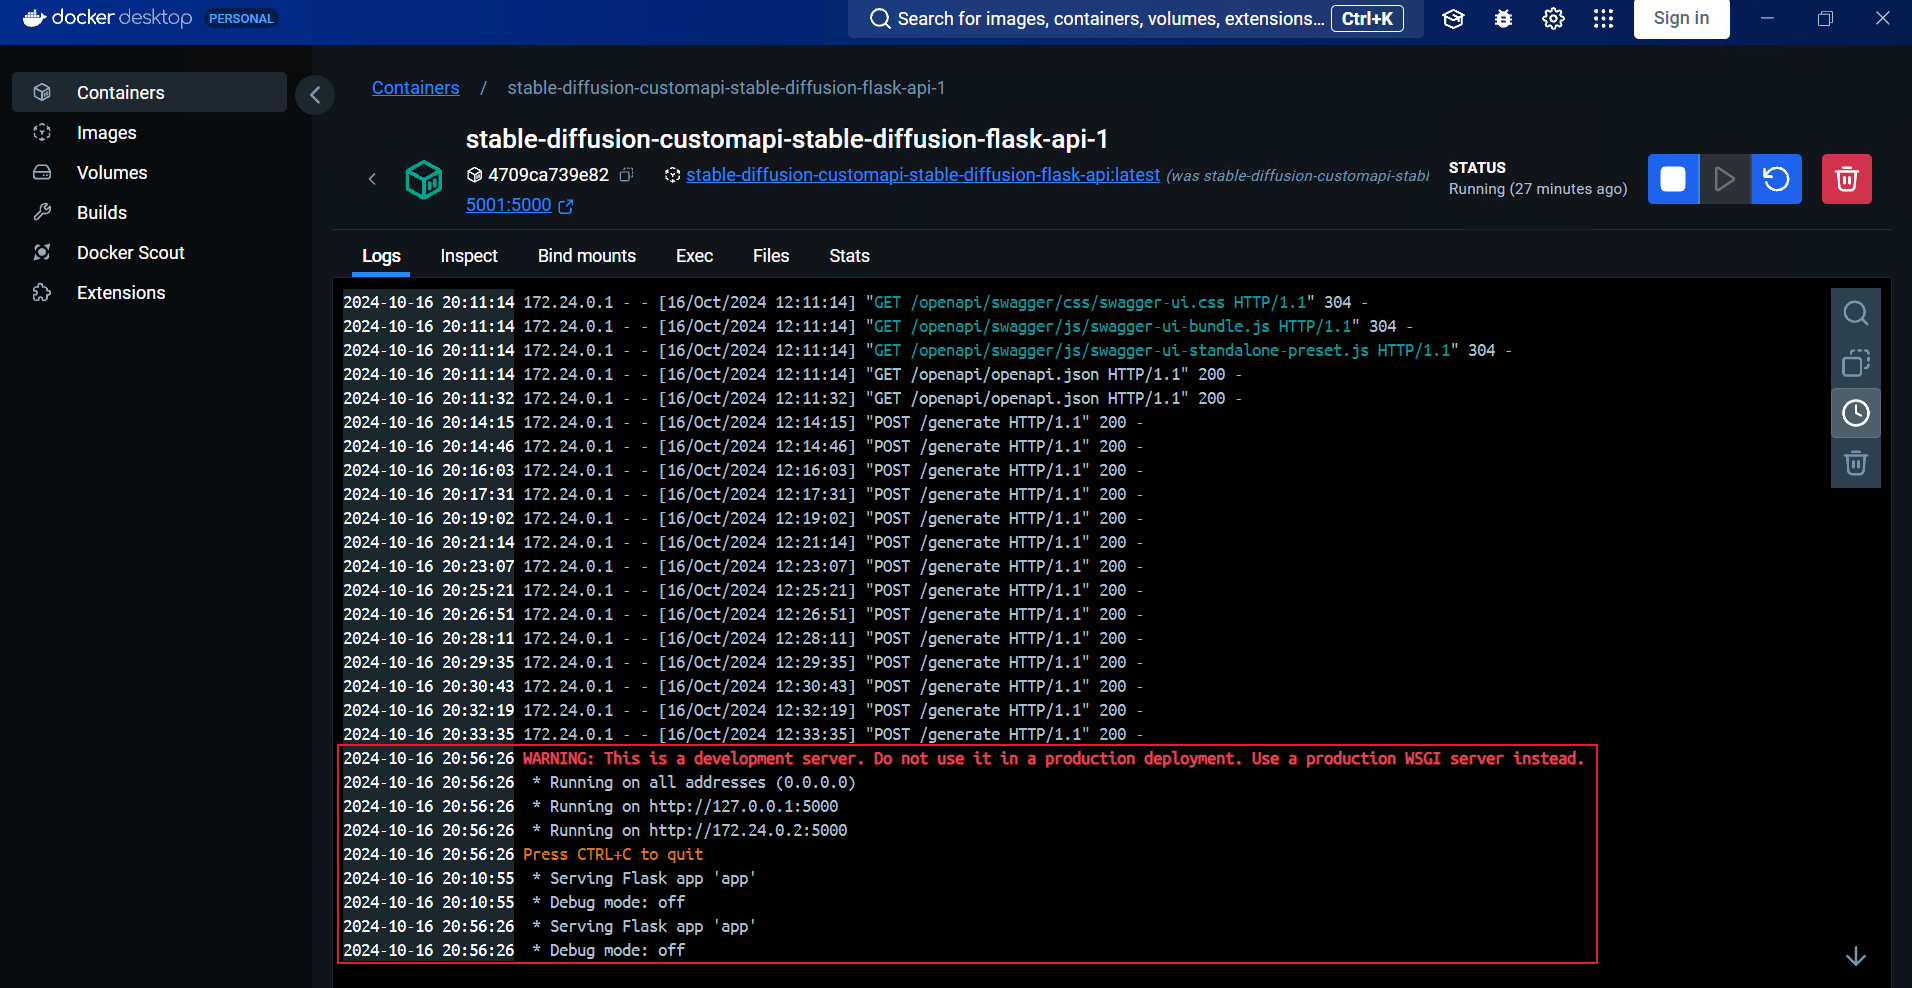 docker desktop PERSONAL
Search for images, containers, volumes, extensions... Ctrl+K
Sign in
Containers
Images
Volumes
Builds
Docker Scout
Extensions
Containers / stable-diffusion-customapi-stable-diffusion-flask-api-1
stable-diffusion-customapi-stable-diffusion-flask-api-1
4709ca739e82 stable-diffusion-customapi-stable-diffusion-flask-api:latest (was stable-diffusion-customapi-stabl
5001:5000
STATUS
Running (27 minutes ago)
Logs Inspect Bind mounts Exec Files Stats
2024-10-16 20:11:14 172.24.0.1 - - [16/Oct/2024 12:11:14] "GET /openapi/swagger/css/swagger-ui.css HTTP/1.1" 304 -
2024-10-16 20:11:14 172.24.0.1 - - [16/Oct/2024 12:11:14] "GET /openapi/swagger/js/swagger-ui-bundle.js HTTP/1.1" 304 -
2024-10-16 20:11:14 172.24.0.1 - - [16/Oct/2024 12:11:14] "GET /openapi/swagger/js/swagger-ui-standalone-preset.js HTTP/1.1" 304 -
2024-10-16 20:11:14 172.24.0.1 - - [16/Oct/2024 12:11:14] "GET /openapi/openapi.json HTTP/1.1" 200 -
2024-10-16 20:11:32 172.24.0.1 - - [16/Oct/2024 12:11:32] "GET /openapi/openapi.json HTTP/1.1" 200 -
2024-10-16 20:14:15 172.24.0.1 - - [16/Oct/2024 12:14:15] "POST /generate HTTP/1.1" 200 -
2024-10-16 20:14:46 172.24.0.1 - - [16/Oct/2024 12:14:46] "POST /generate HTTP/1.1" 200 -
2024-10-16 20:16:03 172.24.0.1 - - [16/Oct/2024 12:16:03] "POST /generate HTTP/1.1" 200 -
2024-10-16 20:17:31 172.24.0.1 - - [16/Oct/2024 12:17:31] "POST /generate HTTP/1.1" 200 -
2024-10-16 20:19:02 172.24.0.1 - - [16/Oct/2024 12:19:02] "POST /generate HTTP/1.1" 200 -
2024-10-16 20:21:14 172.24.0.1 - - [16/Oct/2024 12:21:14] "POST /generate HTTP/1.1" 200 -
2024-10-16 20:23:07 172.24.0.1 - - [16/Oct/2024 12:23:07] "POST /generate HTTP/1.1" 200 -
2024-10-16 20:25:21 172.24.0.1 - - [16/Oct/2024 12:25:21] "POST /generate HTTP/1.1" 200 -
2024-10-16 20:26:51 172.24.0.1 - - [16/Oct/2024 12:26:51] "POST /generate HTTP/1.1" 200 -
2024-10-16 20:28:11 172.24.0.1 - - [16/Oct/2024 12:28:11] "POST /generate HTTP/1.1" 200 -
2024-10-16 20:29:35 172.24.0.1 - - [16/Oct/2024 12:29:35] "POST /generate HTTP/1.1" 200 -
2024-10-16 20:30:43 172.24.0.1 - - [16/Oct/2024 12:30:43] "POST /generate HTTP/1.1" 200 -
2024-10-16 20:32:19 172.24.0.1 - - [16/Oct/2024 12:32:19] "POST /generate HTTP/1.1" 200 -
2024-10-16 20:33:35 172.24.0.1 - - [16/Oct/2024 12:33:35] "POST /generate HTTP/1.1" 200 -
2024-10-16 20:56:26 WARNING: This is a development server. Do not use it in a production deployment. Use a production WSGI server instead.
2024-10-16 20:56:26 * Running on all addresses (0.0.0.0)
2024-10-16 20:56:26 * Running on http://127.0.0.1:5000
2024-10-16 20:56:26 * Running on http://172.24.0.2:5000
2024-10-16 20:56:26 Press CTRL+C to quit
2024-10-16 20:10:55 * Serving Flask app 'app'
2024-10-16 20:10:55 * Debug mode: off
2024-10-16 20:56:26 * Serving Flask app 'app'
2024-10-16 20:56:26 * Debug mode: off